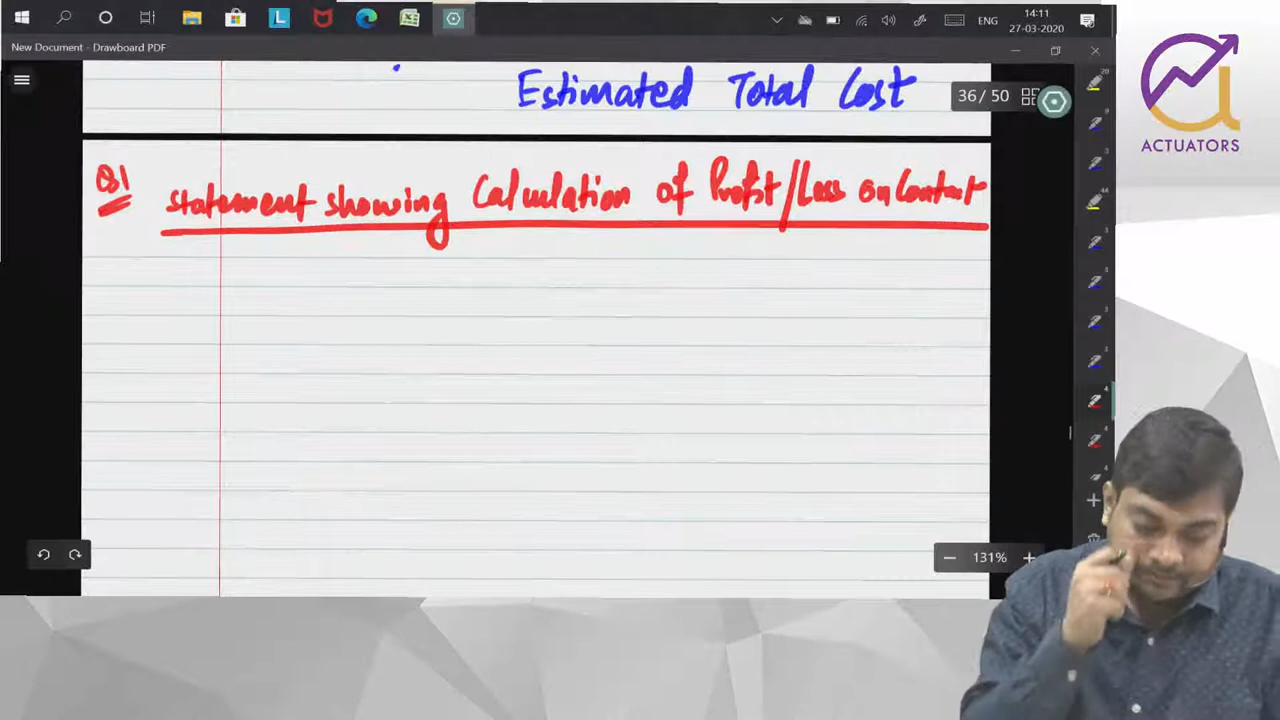 14:11
ENG
27-03-2020
New Document - Drawboard PDF
ACTUATORS
Estimated Total Cost
36 / 50
Q1 statement showing Calculation of Profit/Loss on Contract
131%